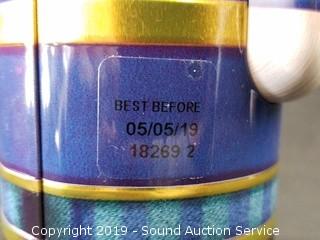 BEST BEFORE
05/05/19
18269 2
Copyright 2019 - Sound Auction Service